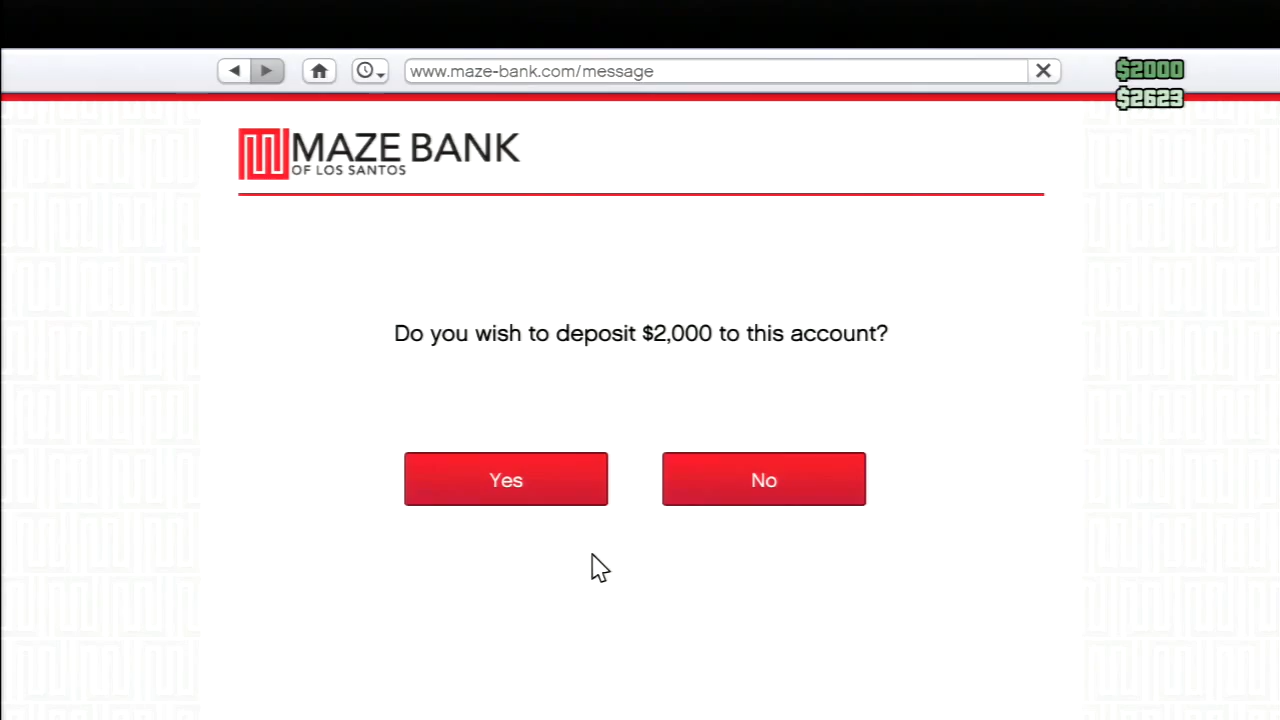 www.maze-bank.com/message
$2000
$2623
MAZE BANK
OF LOS SANTOS
Do you wish to deposit $2,000 to this account?
Yes
No